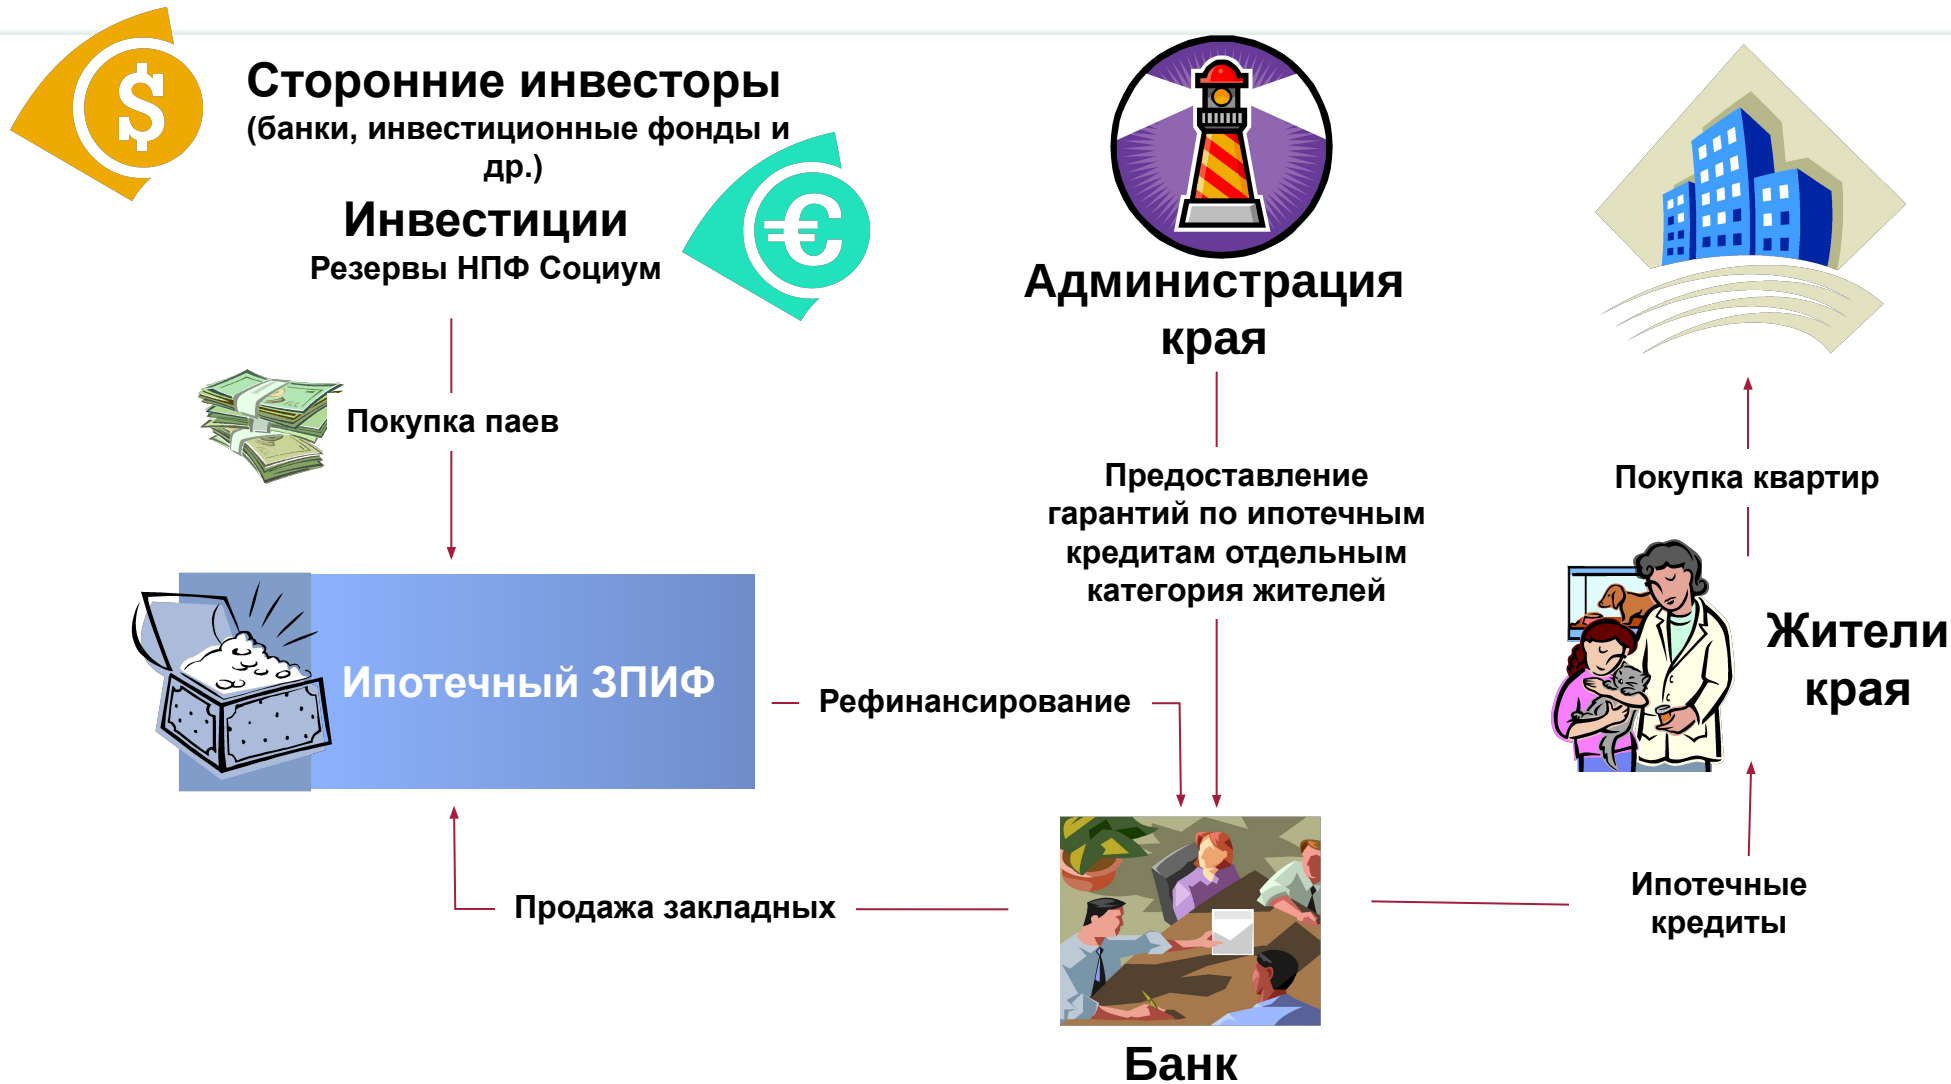 Сторонние инвесторы
(банки, инвестиционные фонды и
др.)
Инвестиции
Резервы НПФ Социум
Покупка паев
Ипотечный ЗПИФ
Рефинансирование
Продажа закладных
Администрация
края
Предоставление
гарантий по ипотечным
кредитам отдельным
категория жителей
Банк
Покупка квартир
Жители
края
Ипотечные
кредиты